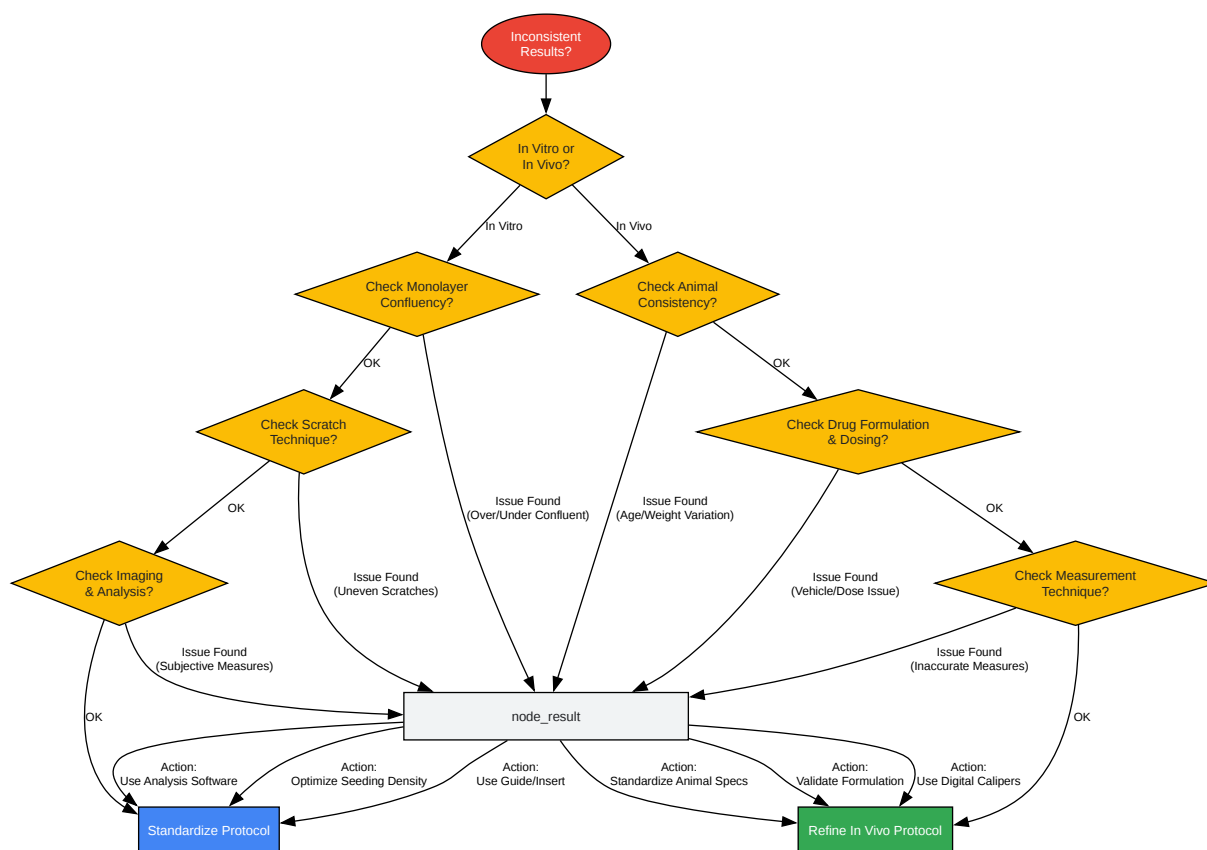 Inconsistent
Results?
In Vitro or
In Vivo?
In Vitro
In Vivo
Check Monolayer
Confluency?
Check Animal
Consistency?
OK
OK
Check Scratch
Technique?
Check Drug Formulation
& Dosing?
Issue Found
(Over/Under Confluent)
Issue Found
(Age/Weight Variation)
OK
OK
Check Imaging
& Analysis?
Issue Found
(Uneven Scratches)
Issue Found
(Vehicle/Dose Issue)
Check Measurement
Technique?
Issue Found
(Subjective Measures)
Issue Found
(Inaccurate Measures)
OK
node_result
OK
Action:
Use Analysis Software
Action:
Optimize Seeding Density
Action:
Use Guide/Insert
Action:
Standardize Animal Specs
Action:
Validate Formulation
Action:
Use Digital Calipers
Standardize Protocol
Refine In Vivo Protocol